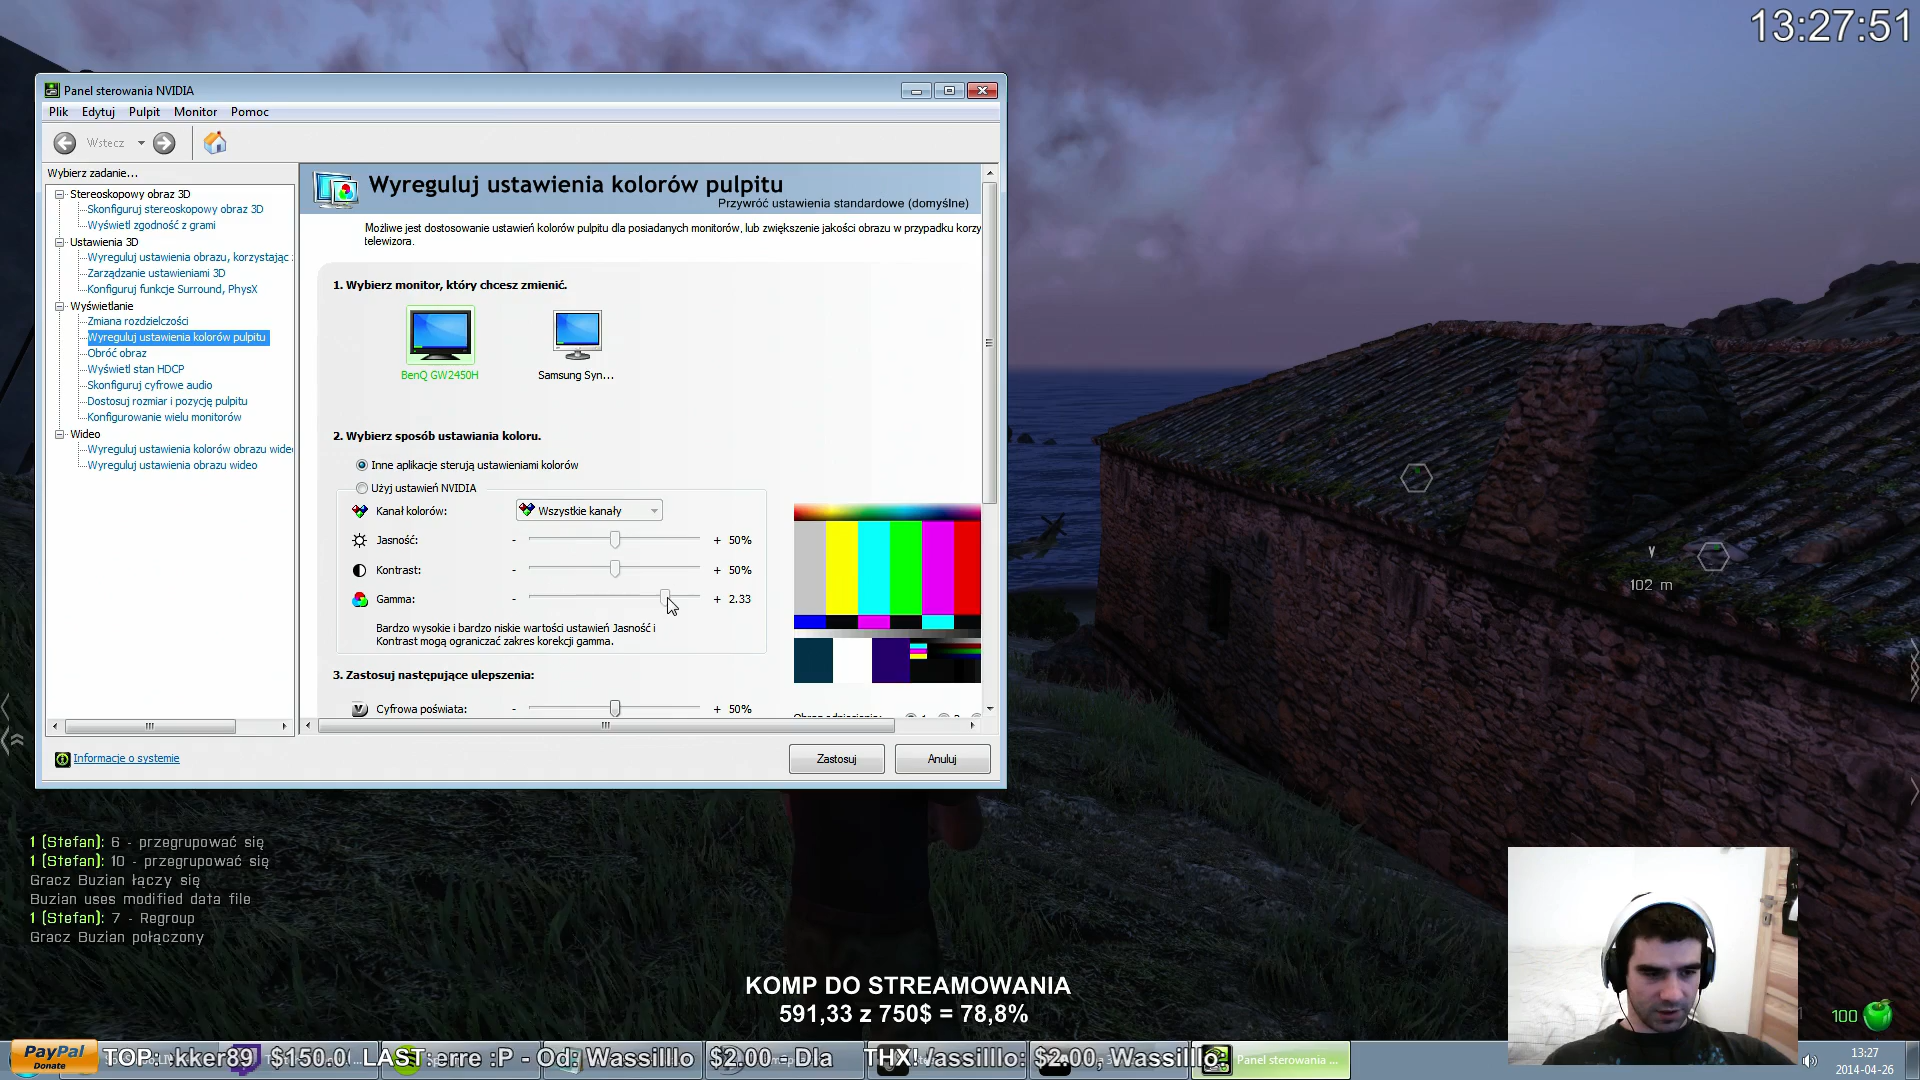 13:27:51
Panel sterowania NVIDIA
Plik Edytuj Pulpit Monitor Pomoc
Wstecz
Wybierz zadanie...
Stereoskopowy obraz 3D
Skonfiguruj stereoskopowy obraz 3D
Wyświetl zgodność z grami
Ustawienia 3D
Wyreguluj ustawienia obrazu, korzystając
Zarządzanie ustawieniami 3D
Konfiguruj funkcje Surround, PhysX
Wyświetlanie
Zmiana rozdzielczości
Wyreguluj ustawienia kolorów pulpitu
Obróć obraz
Wyświetl stan HDCP
Skonfiguruj cyfrowe audio
Dostosuj rozmiar i pozycję pulpitu
Konfigurowanie wielu monitorów
Wideo
Wyreguluj ustawienia kolorów obrazu wide
Wyreguluj ustawienia obrazu wideo
Informacje o systemie
Wyreguluj ustawienia kolorów pulpitu
Przywróć ustawienia standardowe (domyślne)
Możliwe jest dostosowanie ustawień kolorów pulpitu dla posiadanych monitorów, lub zwiększenie jakości obrazu w przypadku korzy
telewizora.
1. Wybierz monitor, który chcesz zmienić.
BenQ GW2450H Samsung Syn...
2. Wybierz sposób ustawiania koloru.
Inne aplikacje sterują ustawieniami kolorów
Użyj ustawień NVIDIA
Kanał kolorów: Wszystkie kanały
Jasność: - + 50%
Kontrast: - + 50%
Gamma: - + 2.33
Bardzo wysokie i bardzo niskie wartości ustawień Jasność i
Kontrast mogą ograniczać zakres korekcji gamma.
3. Zastosuj następujące ulepszenia:
Cyfrowa poświata: - + 50%
Zastosuj Anuluj
102 m
1 (Stefan): 6 - przegrupować się
1 (Stefan): 10 - przegrupować się
Gracz Buzian łączy się
Buzian uses modified data file
1 (Stefan): 7 - Regroup
Gracz Buzian połączony
KOMP DO STREAMOWANIA
591,33 z 750$ = 78,8%
100
PayPal
Donate
TOP: .kker89 $150.0 LAST :erre :P - Od: Wassilllo $2.00 - Dla THX! /assilllo: $2.00, Wassilllo:
Panel sterowania ...
13:27
2014-04-26